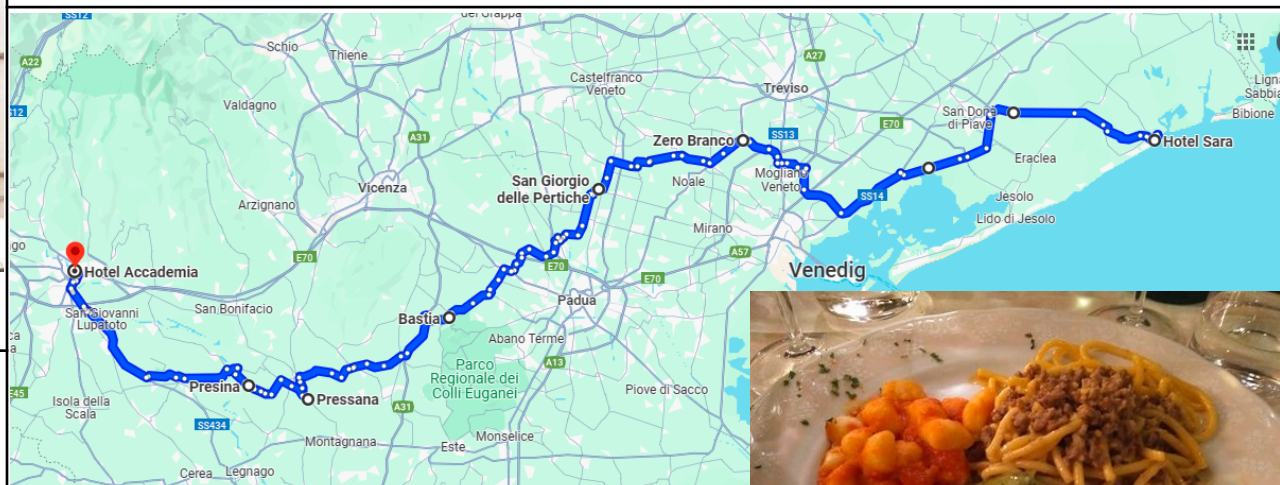 SS12
del Grappa
Schio
Thiene
A22
A27
Castelfranco
Veneto
Treviso
Valdagno
San Donà
di Piave
Bibione
E70
A31
Zero Branco
SS13
Hotel Sara
Eraclea
Mogliano
Veneto
Noale
San Giorgio
delle Pertiche
Vicenza
SS14
Jesolo
Lido di Jesolo
Arzignano
Mirano
A57
E70
Hotel Accademia
E70
E70
Venedig
Padua
San Bonifacio
San Giovanni
Lupatoto
Bastia
Abano Terme
A13
Parco
Regionale dei
Colli Euganei
Presina
Pressana
Piove di Sacco
E45
Isola della
Scala
A31
SS434
Montagnana
Monselice
Este
Cerea
Legnago